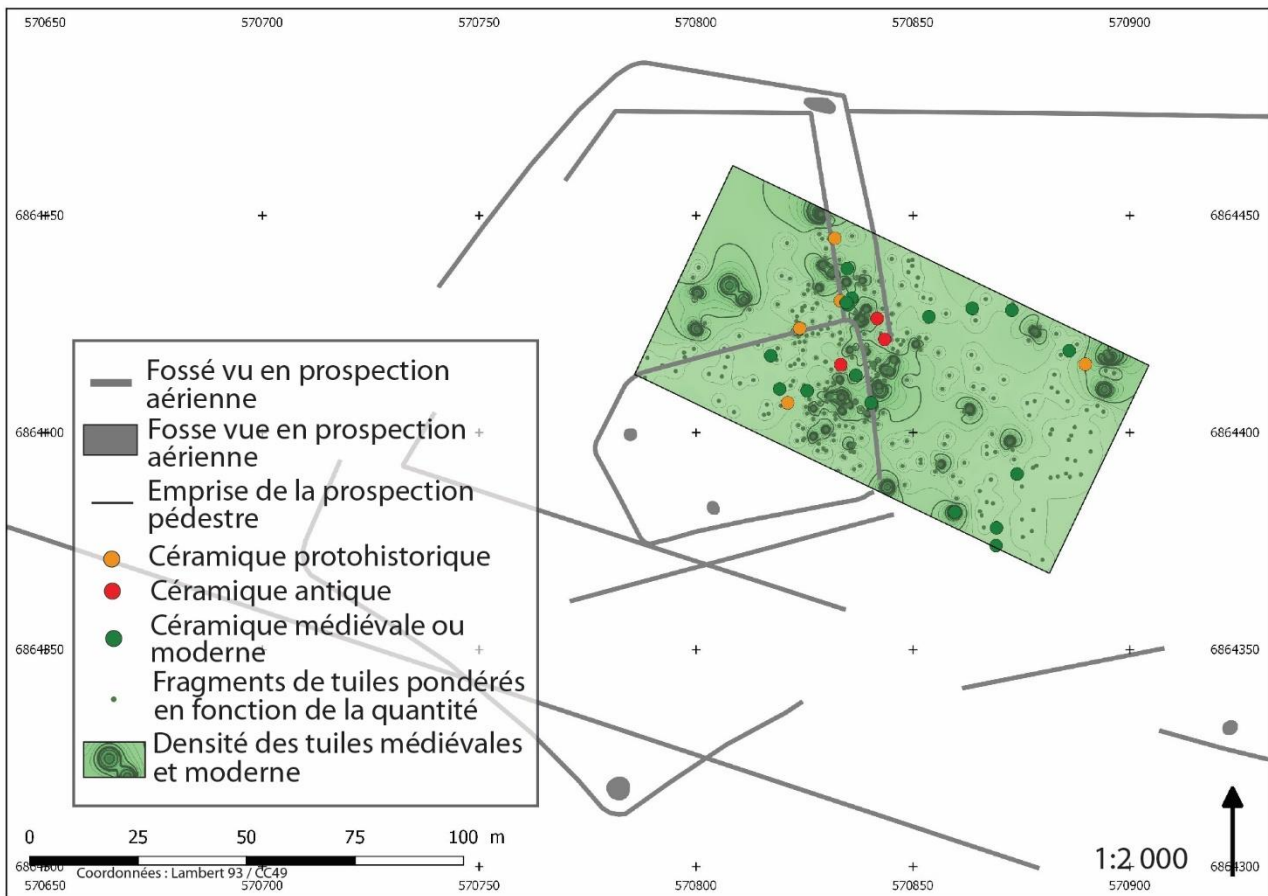 570650 570700 570750 570800 570850 570900
6864450 6864450
Fossé vu en prospection
aérienne
Fosse vue en prospection
aérienne
6864400 6864400
Emprise de la prospection
pédestre
Céramique protohistorique
Céramique antique
Céramique médiévale ou
moderne
6864350 6864350
Fragments de tuiles pondérés
en fonction de la quantité
Densité des tuiles médiévales
et moderne
0 25 50 75 100 m
1:2 000
Coordonnées : Lambert 93 / CC49
6864300 6864300
570650 570700 570750 570800 570850 570900